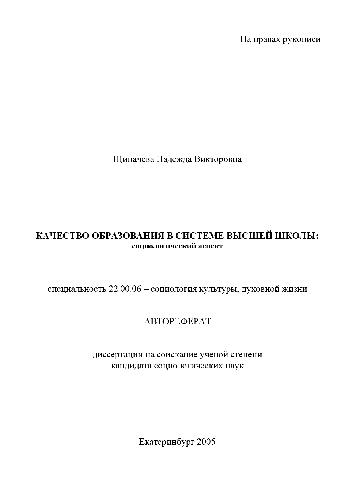 На правах рукописи
Щипачева Надежда Викторовна
КАЧЕСТВО ОБРАЗОВАНИЯ В СИСТЕМЕ ВЫСШЕЙ ШКОЛЫ:
социологический аспект
специальность 22.00.06 – социология культуры, духовной жизни
АВТОРЕФЕРАТ
диссертации на соискание ученой степени
кандидата социологических наук
Екатеринбург 2005